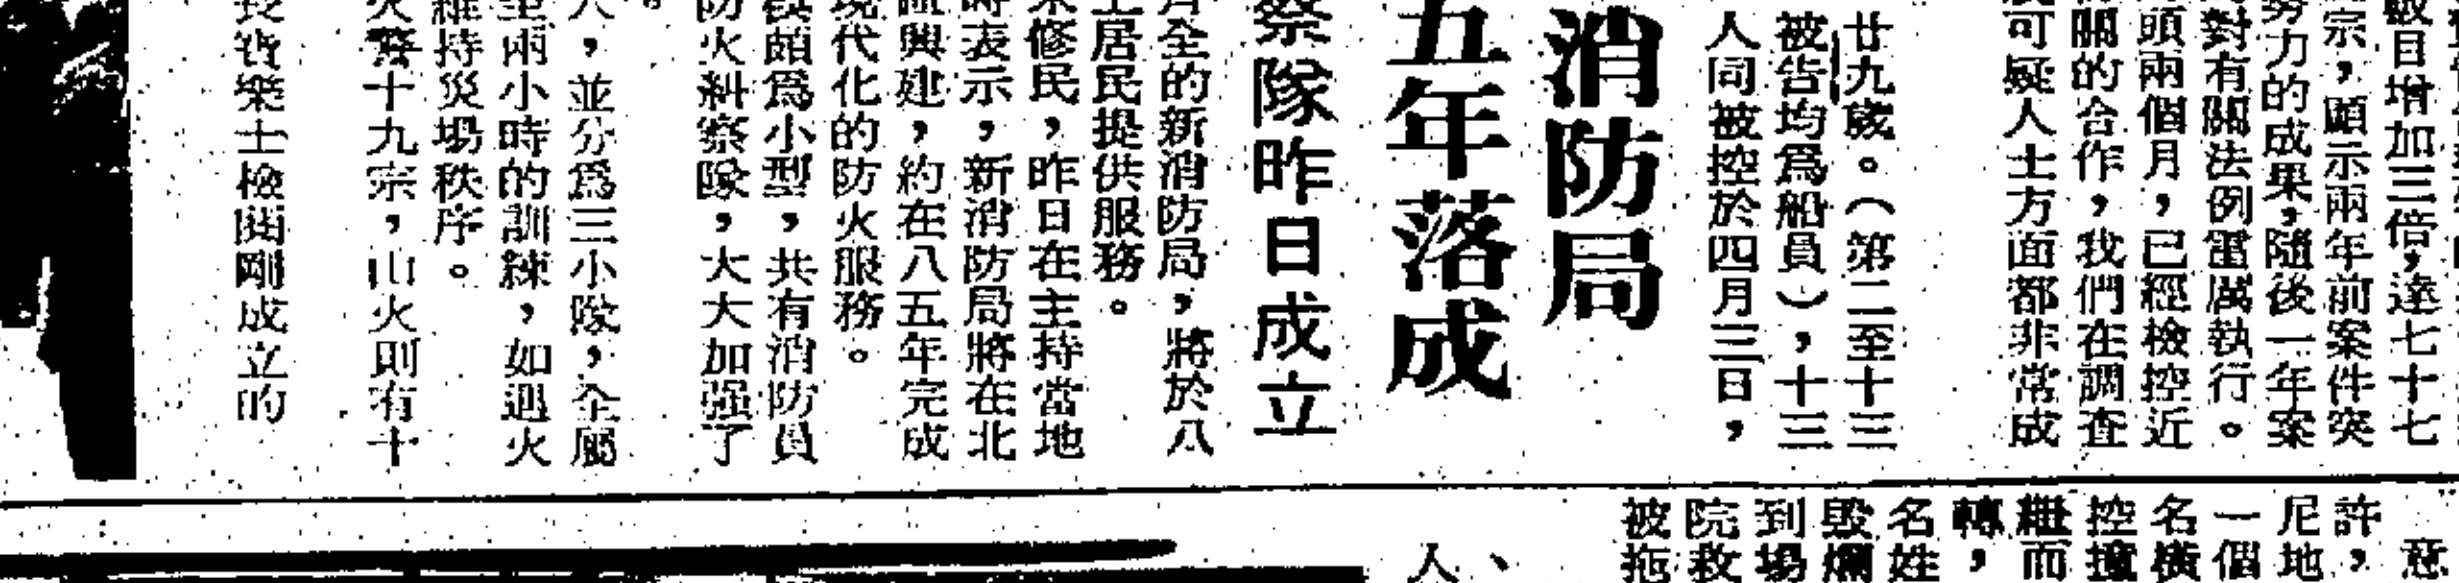 數目增加三倍，達七十七
宗，顯示兩年前案件突
努力的成果，隨後一年案
對有關法例雷厲執行。
頭兩個月，已經檢控近
關的合作，我們在調查
可疑人士方面都非常成
廿九歲。（第二至十三
被告均為船員），十三
人同被控於四月三日，
消防局
五年落成
察隊昨日成立
全的新消防局，將於八
居民提供服務。
修民，昨日在主持當地
時表示，新消防局將在北
興建，約在八五年完成
現代化的防火服務。
模頗為小型，共有消防員
防火糾察隊，大大加强了
人，並分為三小隊，全屬
至兩小時的訓練，如遇火
維持災場秩序。
火警十九宗，山火則有十
長賓樂士檢閱剛成立的
意
許，
尼地
一個
名橫
控撞
繼而
轉，
名姓
毀爛
到場
院救
被拖
人、